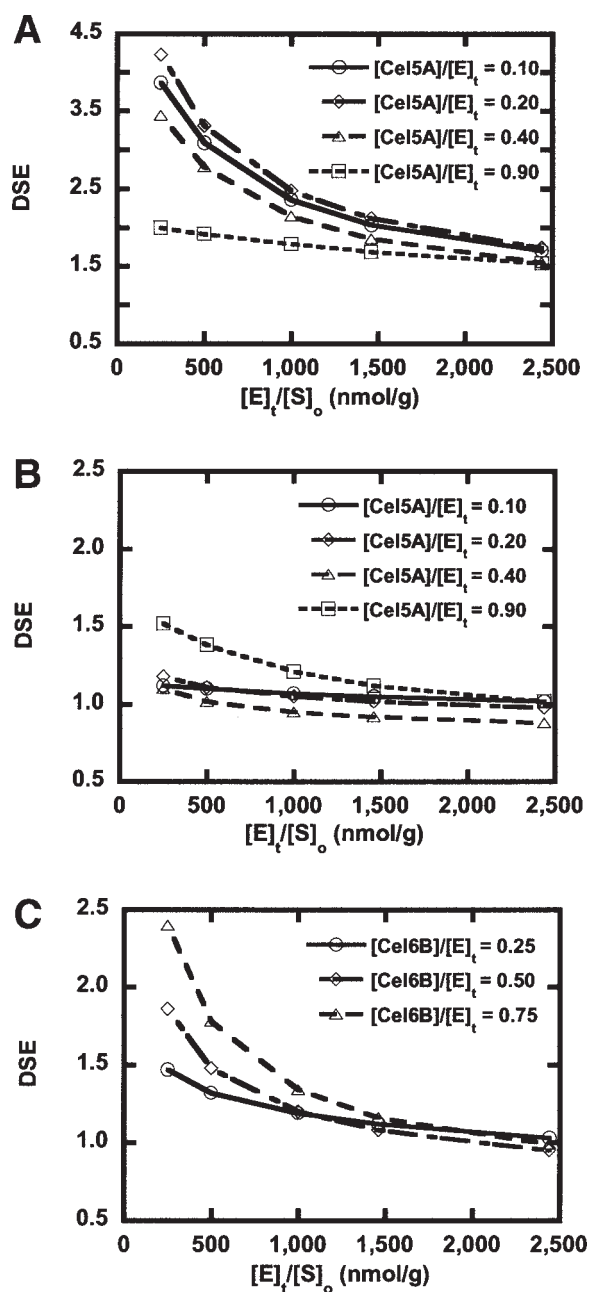 A
4.5
3.5
2.5
1.5
0.5
DSE
[Cel5A]/[E]t = 0.10
[Cel5A]/[E]t = 0.20
[Cel5A]/[E]t = 0.40
[Cel5A]/[E]t = 0.90
0 500 1,000 1,500 2,000 2,500
[E]t/[S]o (nmol/g)
B
2.5
2.0
1.5
1.0
0.5
DSE
[Cel5A]/[E]t = 0.10
[Cel5A]/[E]t = 0.20
[Cel5A]/[E]t = 0.40
[Cel5A]/[E]t = 0.90
0 500 1,000 1,500 2,000 2,500
[E]t/[S]o (nmol/g)
C
2.5
2.0
1.5
1.0
0.5
DSE
[Cel6B]/[E]t = 0.25
[Cel6B]/[E]t = 0.50
[Cel6B]/[E]t = 0.75
0 500 1,000 1,500 2,000 2,500
[E]t/[S]o (nmol/g)